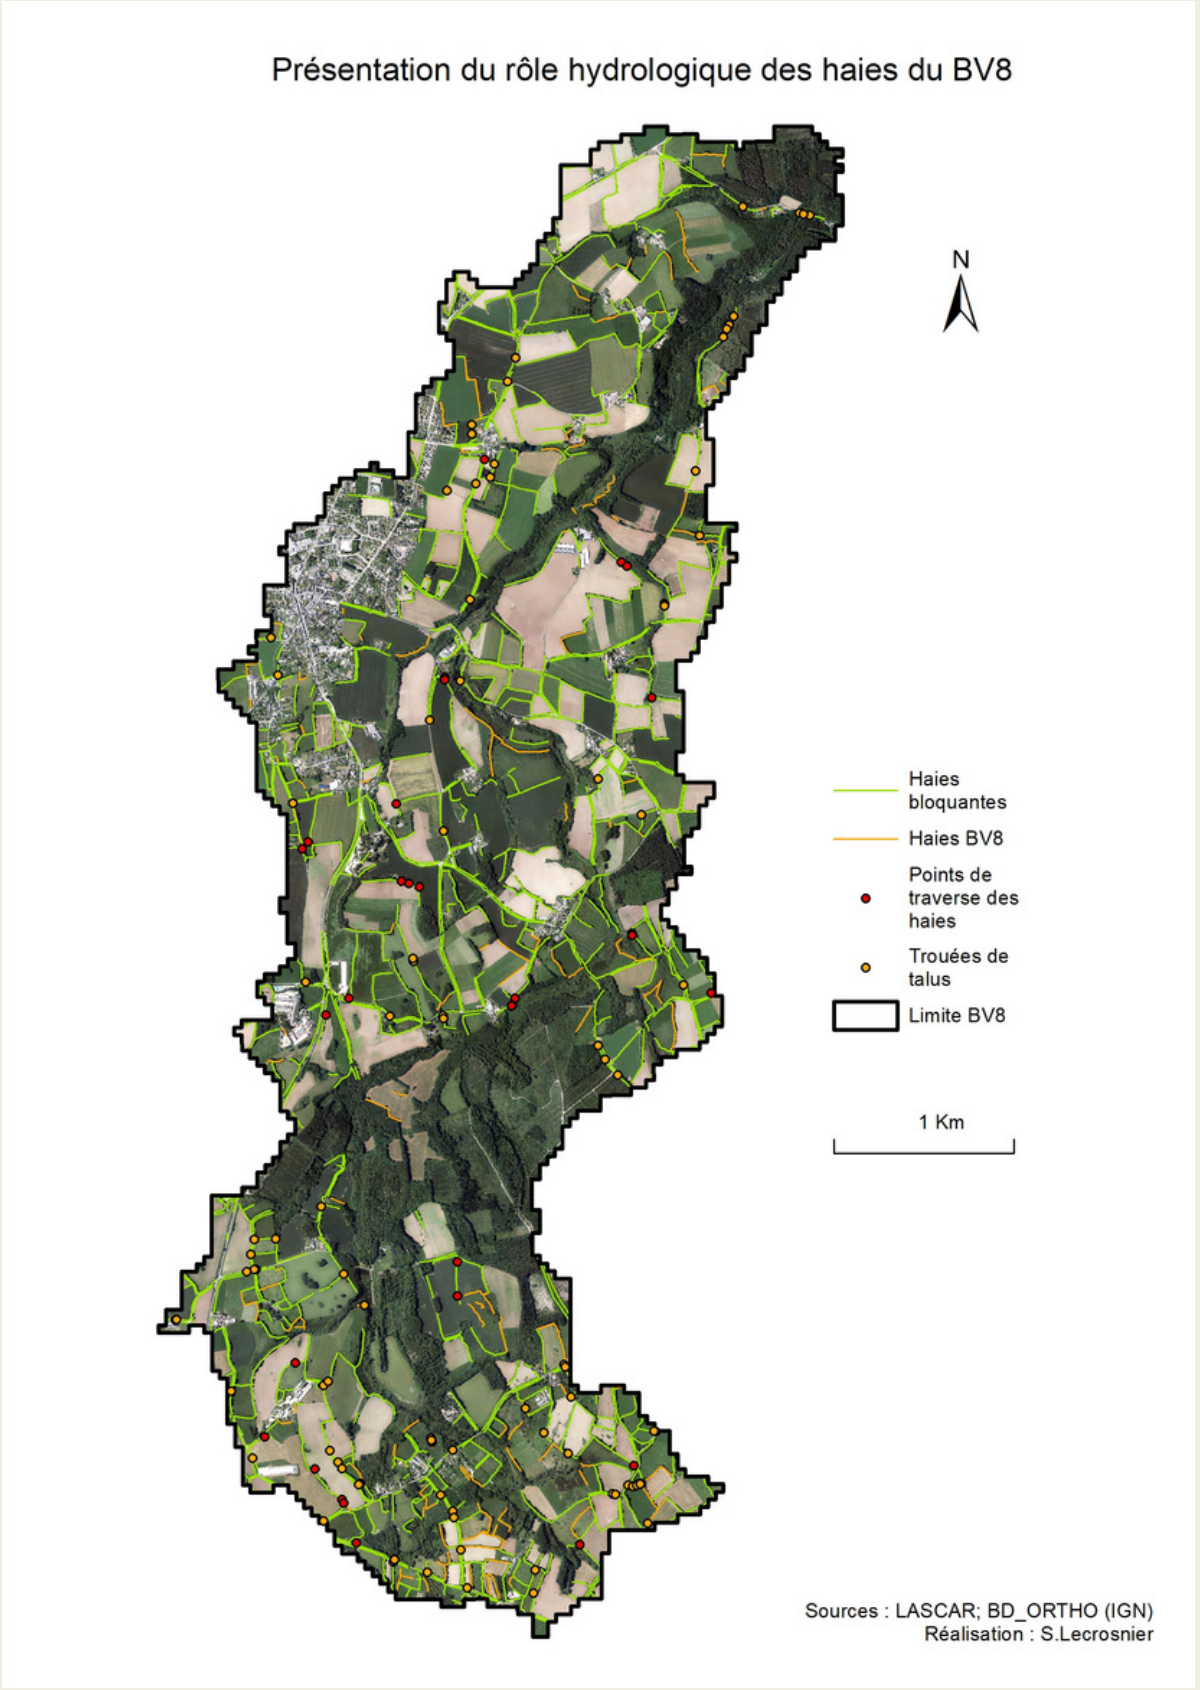 Présentation du rôle hydrologique des haies du BV8
N
Haies
bloquantes
Haies BV8
Points de
traverse des
haies
Trouées de
talus
Limite BV8
1 Km
Sources : LASCAR; BD_ORTHO (IGN)
Réalisation : S.Lecrosnier